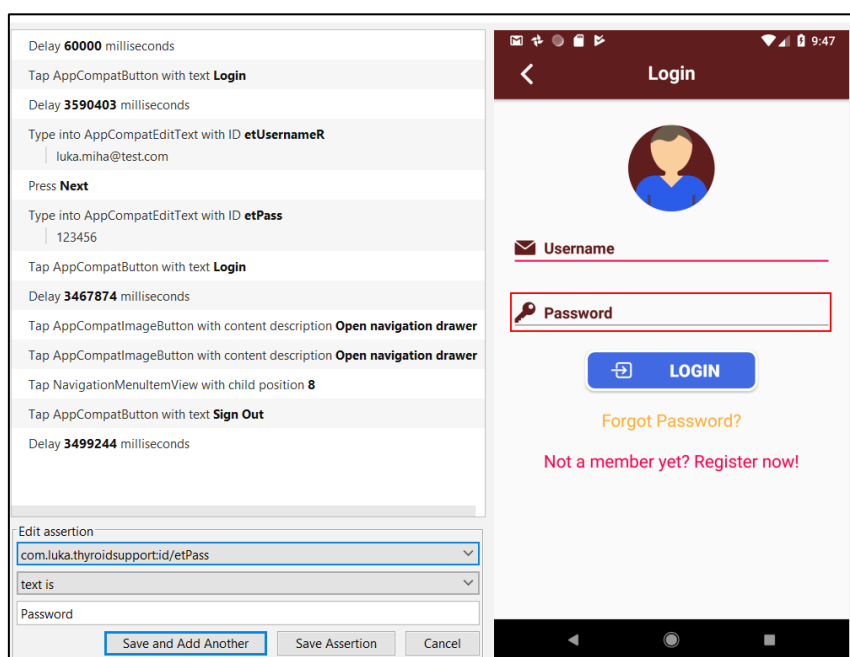 Delay 60000 milliseconds
Tap AppCompatButton with text Login
Delay 3590403 milliseconds
Type into AppCompatEditText with ID etUsernameR
luka.miha@test.com
Press Next
Type into AppCompatEditText with ID etPass
123456
Tap AppCompatButton with text Login
Delay 3467874 milliseconds
Tap AppCompatImageButton with content description Open navigation drawer
Tap AppCompatImageButton with content description Open navigation drawer
Tap NavigationMenuItemView with child position 8
Tap AppCompatButton with text Sign Out
Delay 3499244 milliseconds
Edit assertion
com.luka.thyroidsupport:id/etPass
text is
Password
Save and Add Another
Save Assertion
Cancel
9:47
Login
Username
Password
LOGIN
Forgot Password?
Not a member yet? Register now!